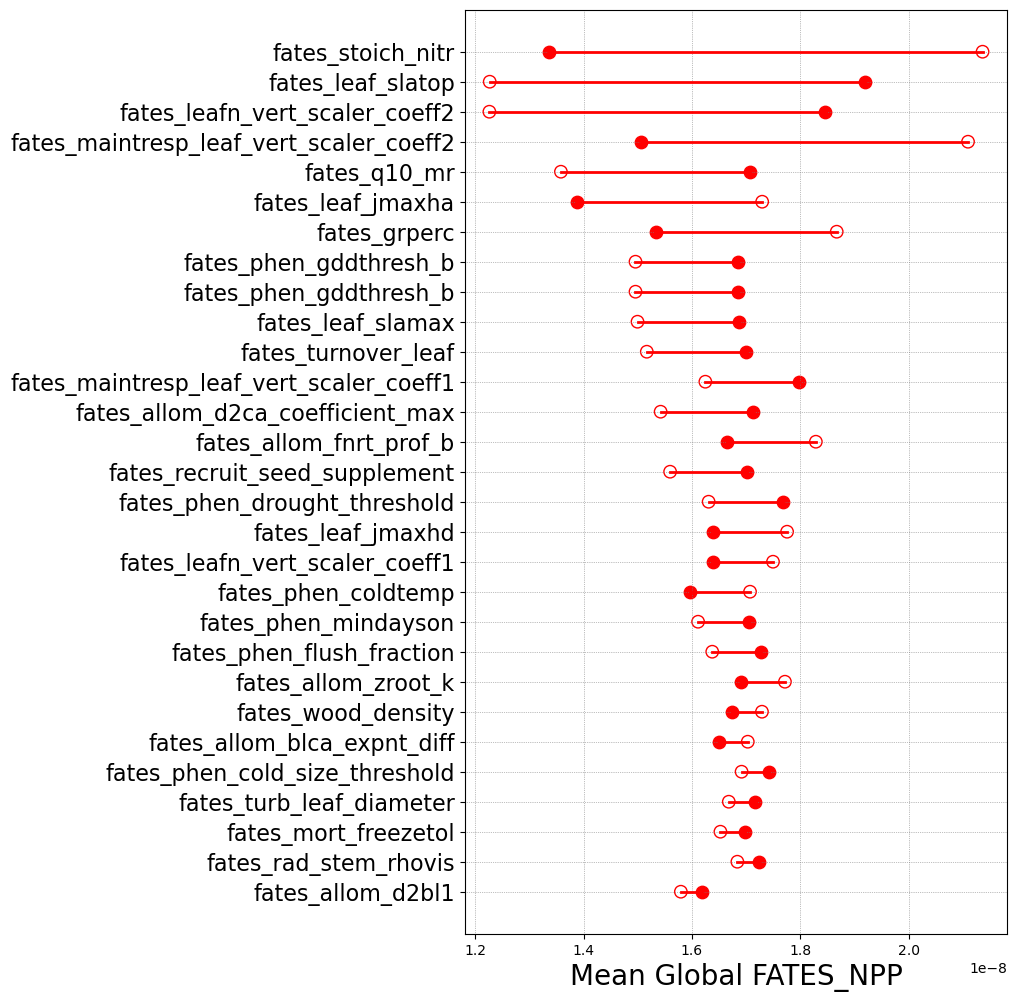 fates_stoich_nitr
fates_leaf_slatop
fates_leafn_vert_scaler_coeff2
fates_maintresp_leaf_vert_scaler_coeff2
fates_q10_mr
fates_leaf_jmaxha
fates_grperc
fates_phen_gddthresh_b
fates_phen_gddthresh_b
fates_leaf_slamax
fates_turnover_leaf
fates_maintresp_leaf_vert_scaler_coeff1
fates_allom_d2ca_coefficient_max
fates_allom_fnrt_prof_b
fates_recruit_seed_supplement
fates_phen_drought_threshold
fates_leaf_jmaxhd
fates_leafn_vert_scaler_coeff1
fates_phen_coldtemp
fates_phen_mindayson
fates_phen_flush_fraction
fates_allom_zroot_k
fates_wood_density
fates_allom_blca_expnt_diff
fates_phen_cold_size_threshold
fates_turb_leaf_diameter
fates_mort_freezetol
fates_rad_stem_rhovis
fates_allom_d2bl1
1.2 1.4 1.6 1.8 2.0
1e−8
Mean Global FATES_NPP